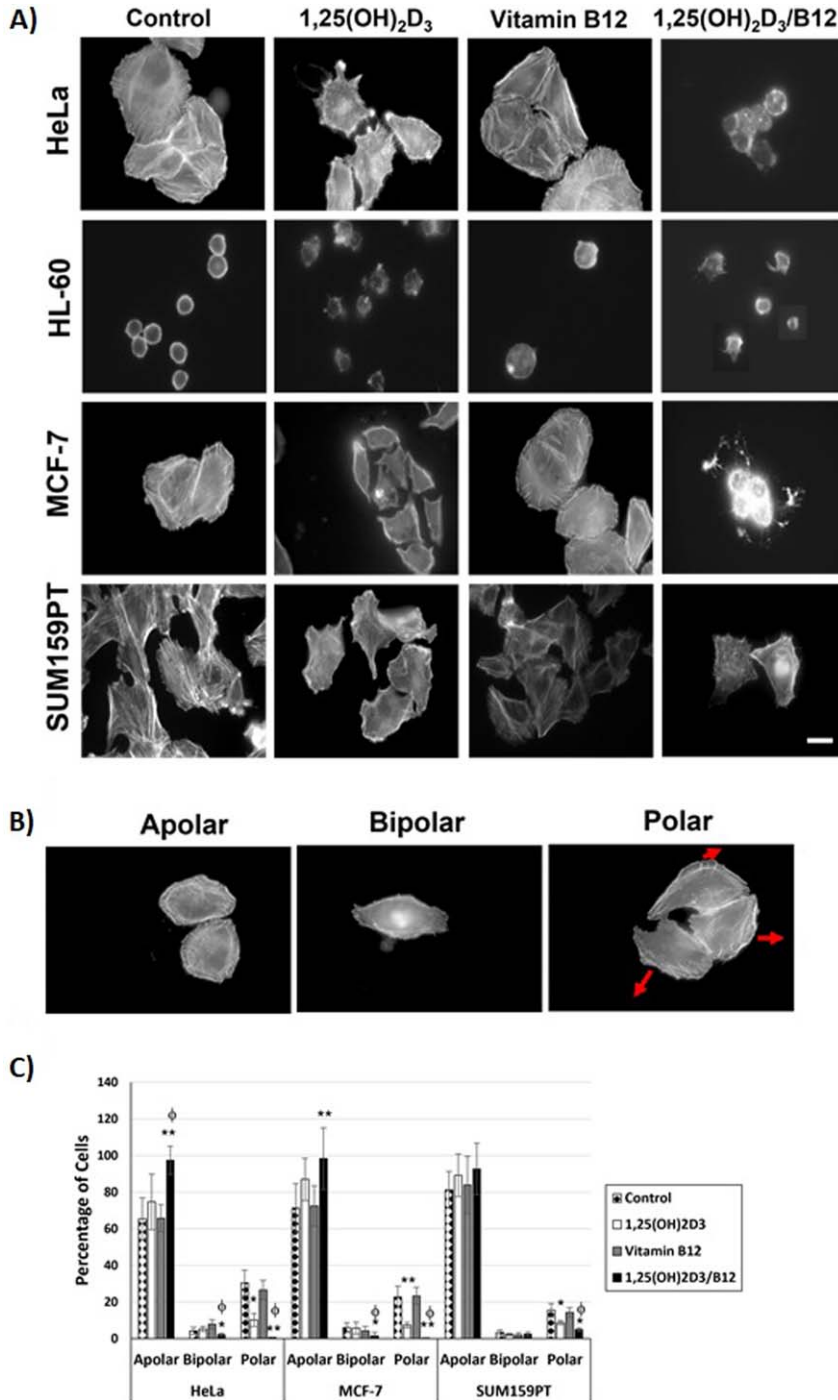 A)
Control 1,25(OH)₂D₃ Vitamin B12 1,25(OH)₂D₃/B12
HeLa
HL-60
MCF-7
SUM159PT
B)
Apolar Bipolar Polar
C)
Percentage of Cells
140
120
100
80
60
40
20
0
ϕ
**
ϕ
*
*
ϕ
**
**
ϕ
*
**
ϕ
**
*
ϕ
*
Apolar Bipolar Polar Apolar Bipolar Polar Apolar Bipolar Polar
HeLa MCF-7 SUM159PT
Control
1,25(OH)2D3
Vitamin B12
1,25(OH)2D3/B12